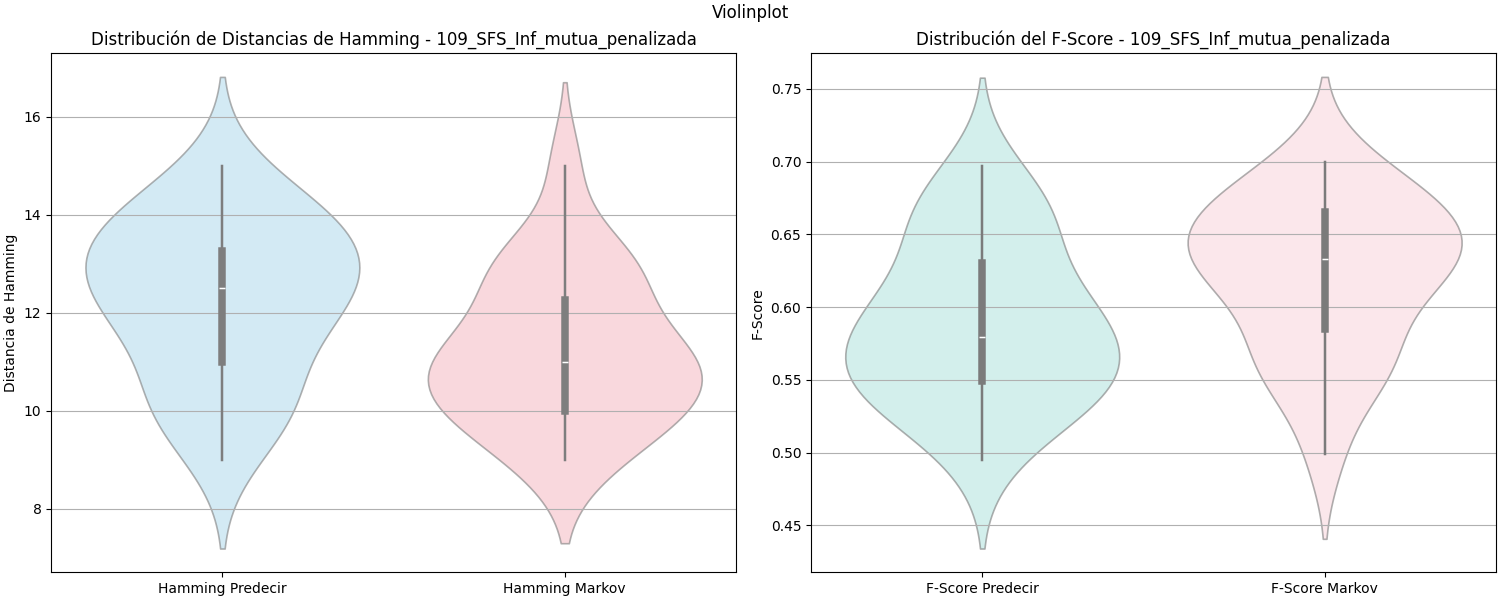 Violinplot
Distribución de Distancias de Hamming - 109_SFS_Inf_mutua_penalizada
Distancia de Hamming
16
14
12
10
8
Hamming Predecir
Hamming Markov
Distribución del F-Score - 109_SFS_Inf_mutua_penalizada
F-Score
0.75
0.70
0.65
0.60
0.55
0.50
0.45
F-Score Predecir
F-Score Markov